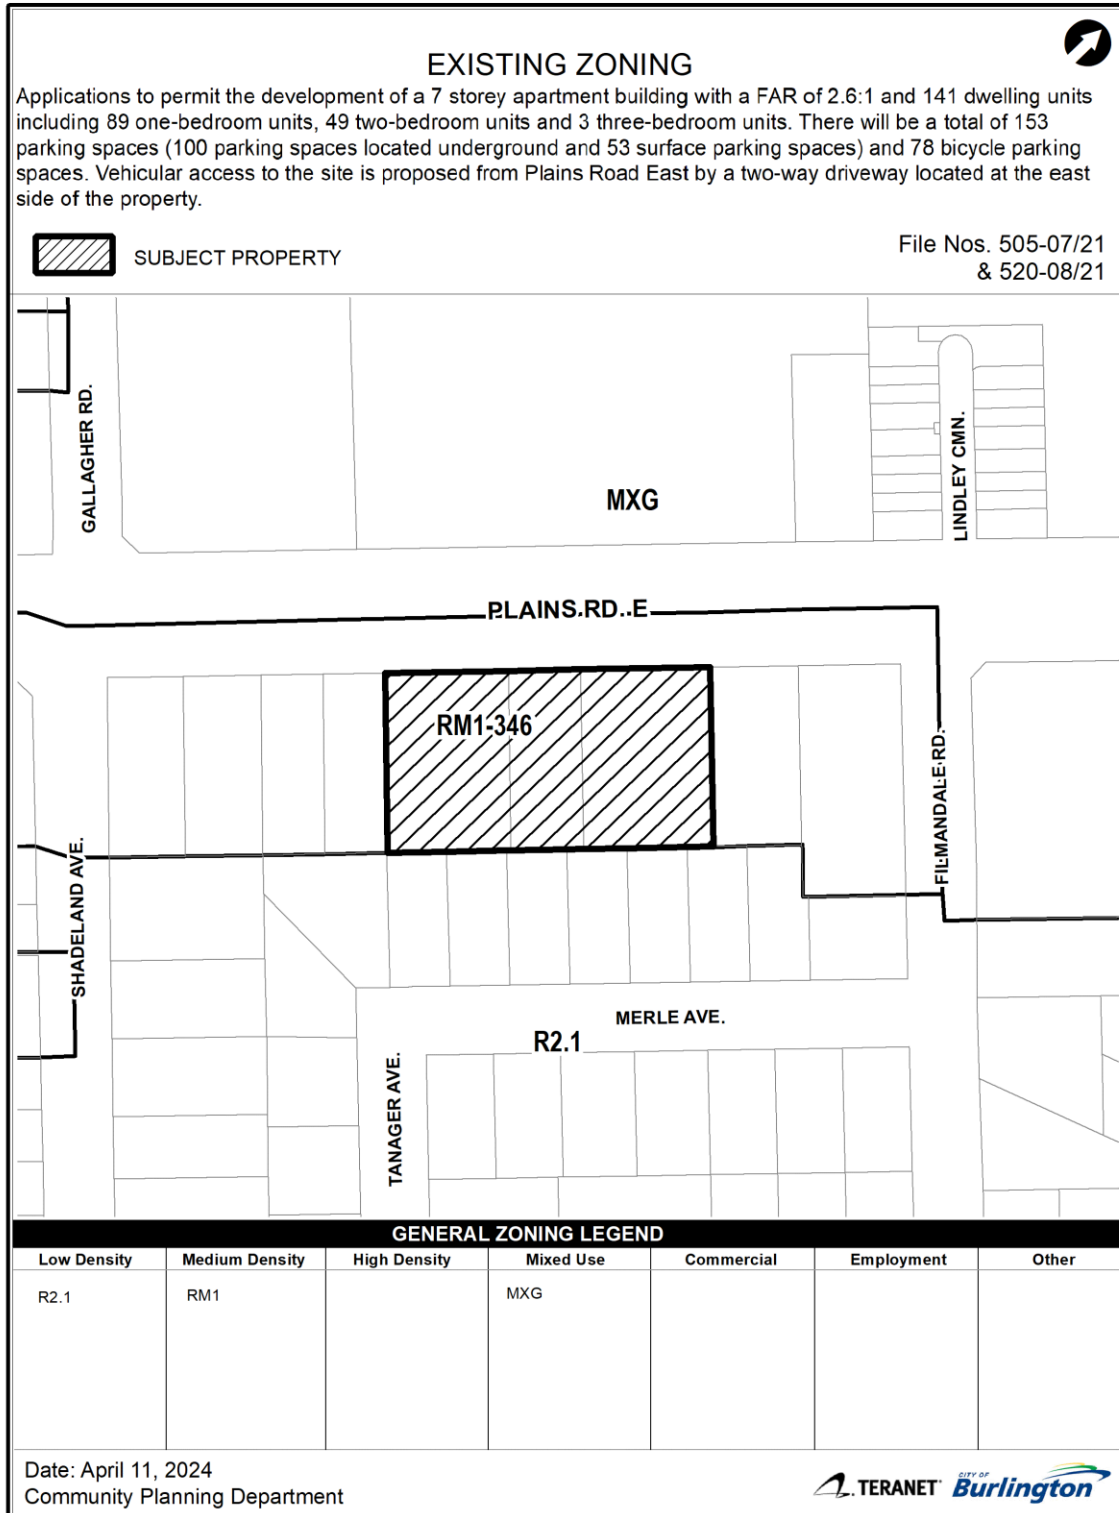 EXISTING ZONING
Applications to permit the development of a 7 storey apartment building with a FAR of 2.6:1 and 141 dwelling units
including 89 one-bedroom units, 49 two-bedroom units and 3 three-bedroom units. There will be a total of 153
parking spaces (100 parking spaces located underground and 53 surface parking spaces) and 78 bicycle parking
spaces. Vehicular access to the site is proposed from Plains Road East by a two-way driveway located at the east
side of the property.
SUBJECT PROPERTY
File Nos. 505-07/21
& 520-08/21
GALLAGHER RD.
LINDLEY CMN.
MXG
PLAINS RD. E
RM1-346
FILMANDALE RD.
SHADELAND AVE.
MERLE AVE.
R2.1
TANAGER AVE.
GENERAL ZONING LEGEND
Low Density Medium Density High Density Mixed Use Commercial Employment Other
R2.1 RM1 MXG
Date: April 11, 2024
Community Planning Department
TERANET
CITY OF
Burlington